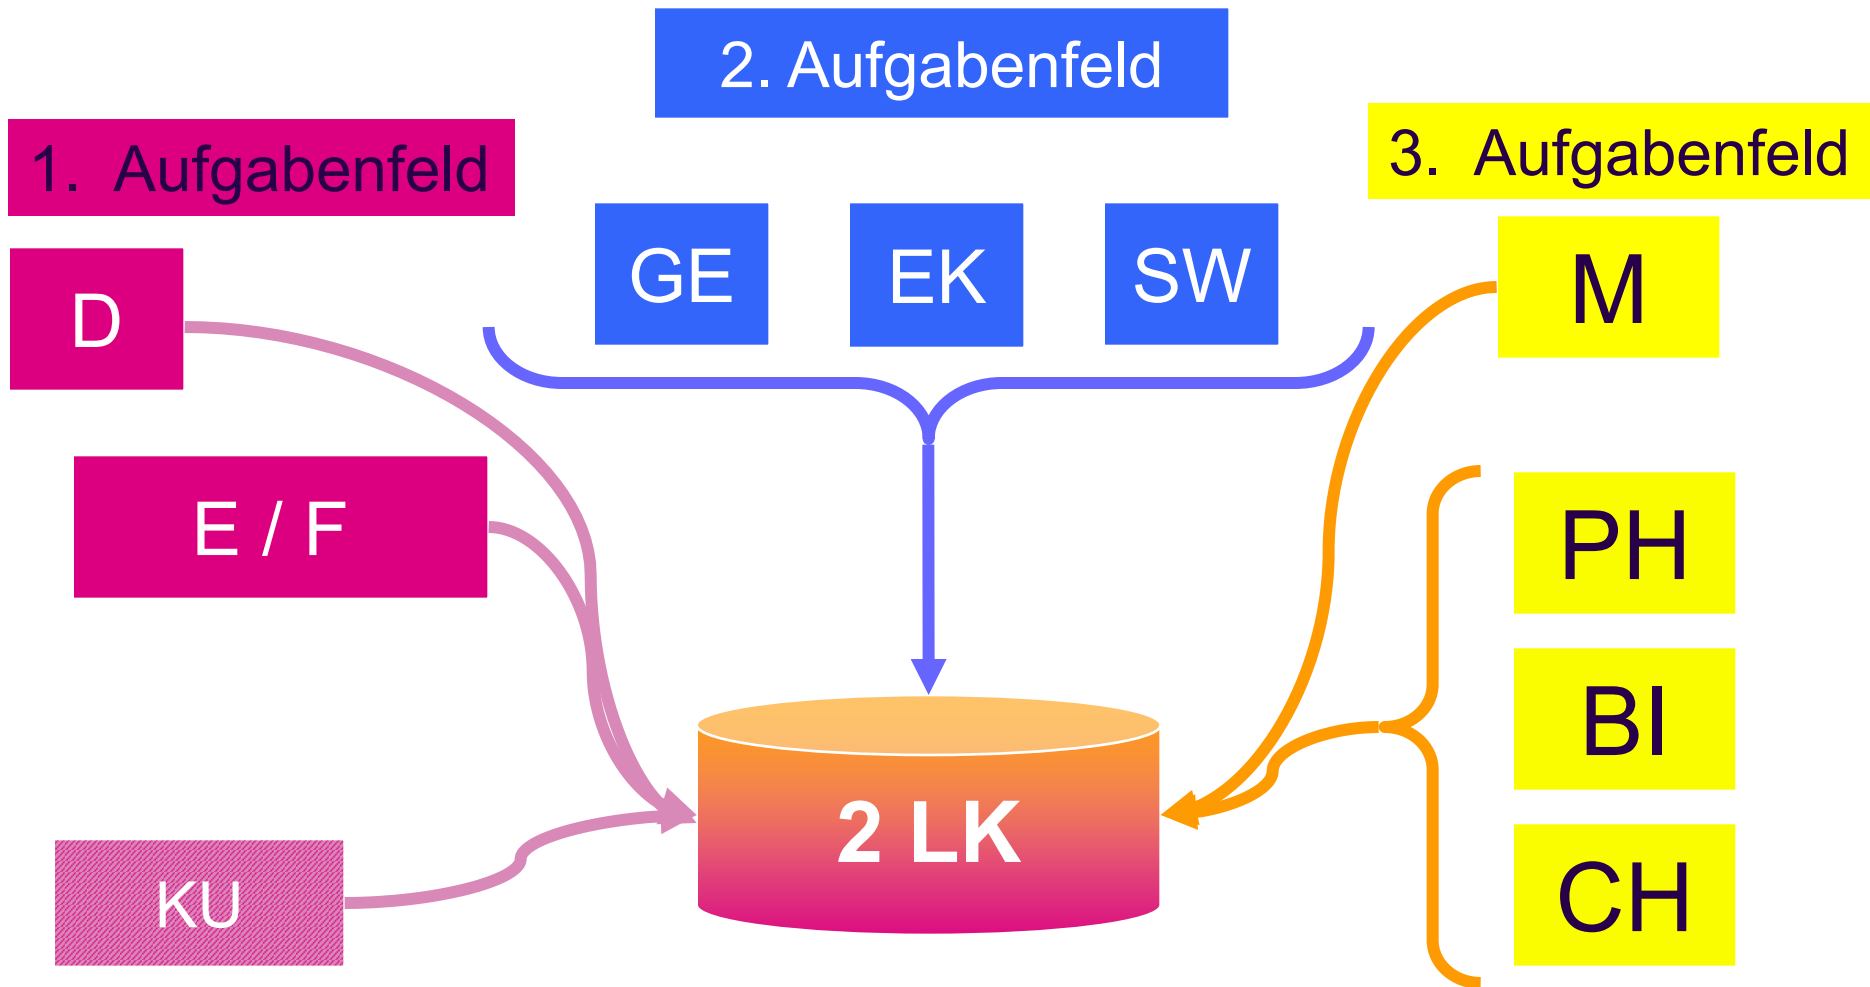 2. Aufgabenfeld
1. Aufgabenfeld
3. Aufgabenfeld
GE
EK
SW
D
M
E / F
PH
BI
2 LK
KU
CH